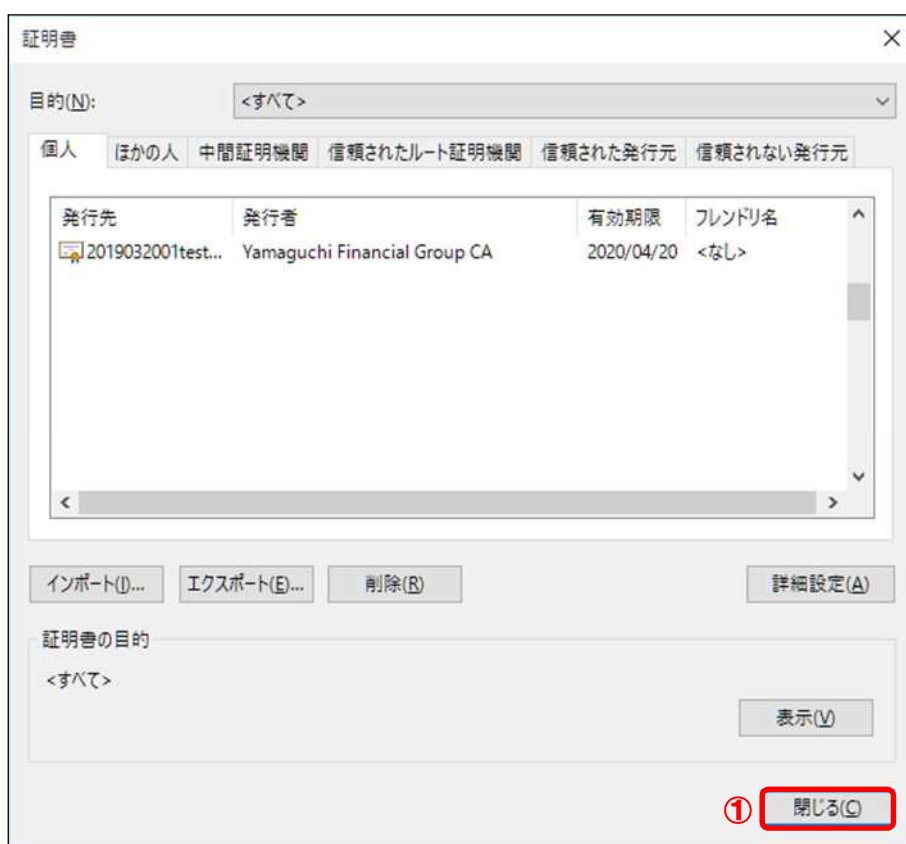 証明書
目的(N): <すべて>
個人 ほかの人 中間証明機関 信頼されたルート証明機関 信頼された発行元 信頼されない発行元
発行先 発行者 有効期限 フレンドリ名
2019032001test... Yamaguchi Financial Group CA 2020/04/20 <なし>
インポート(I)... エクスポート(E)... 削除(R) 詳細設定(A)
証明書の目的
<すべて>
表示(V)
① 閉じる(C)